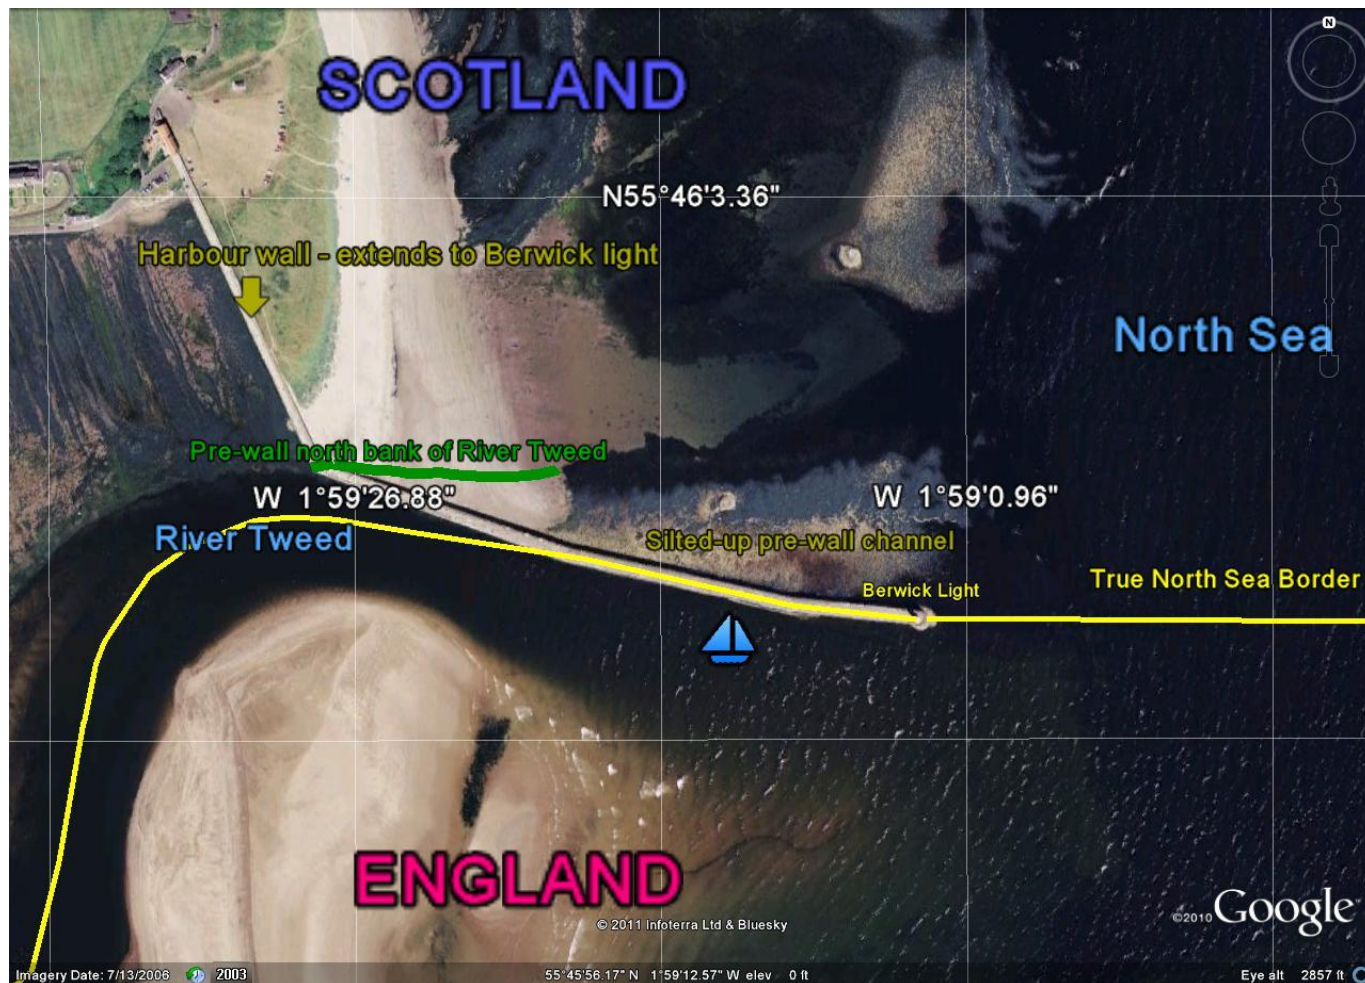 N
SCOTLAND
N55°46'3.36"
Harbour wall - extends to Berwick light
North Sea
Pre-wall north bank of River Tweed
W 1°59'26.88"
W 1°59'0.96"
River Tweed
Silted-up pre-wall channel
True North Sea Border
Berwick Light
ENGLAND
© 2011 Infoterra Ltd & Bluesky
©2010 Google
Imagery Date: 7/13/2006 2003 55°45'56.17" N 1°59'12.57" W elev 0 ft Eye alt 2857 ft